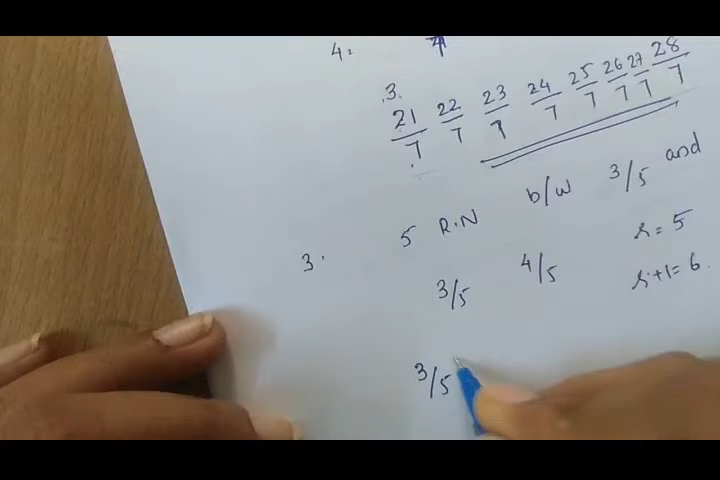 4 =
3
21/7 22/7 23/7 24/7 25/7 26/7 27/7 28/7
3. 5 R.N b/w 3/5 and
3/5 4/5 r = 5
r+1 = 6.
3/5